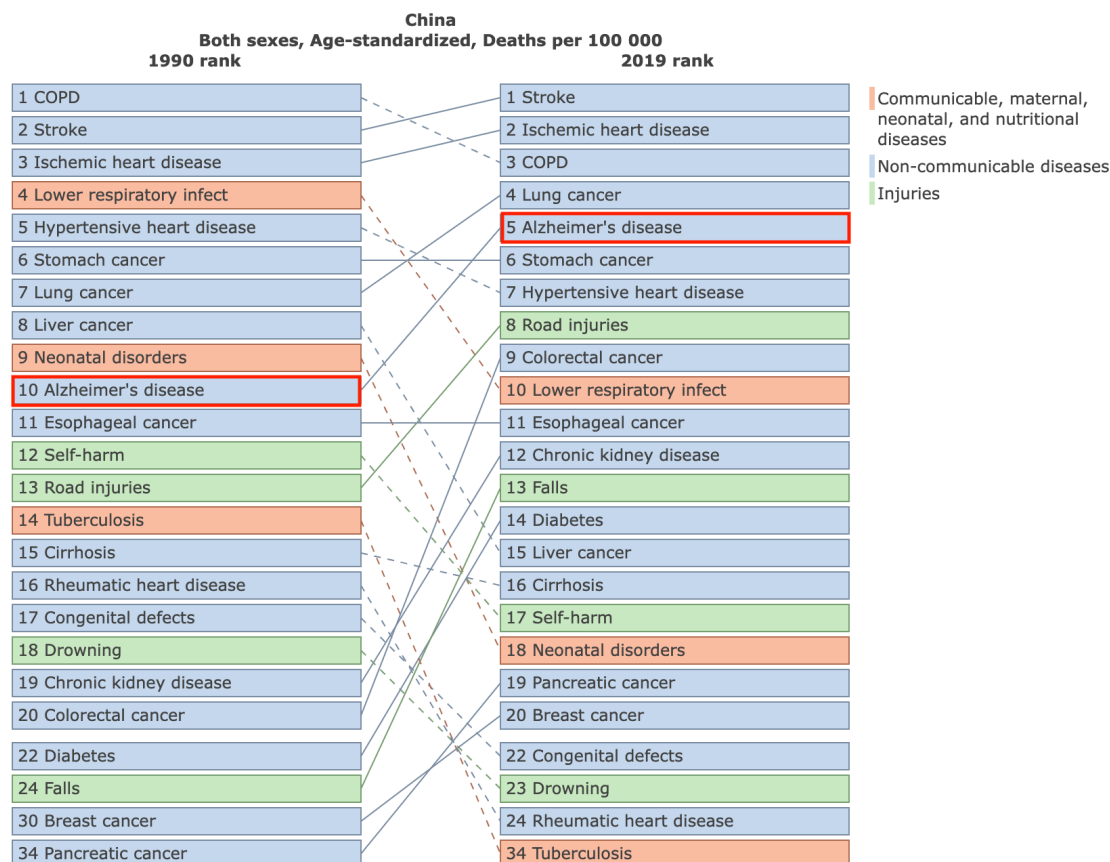 China
Both sexes, Age-standardized, Deaths per 100 000
1990 rank
2019 rank
1 COPD
2 Stroke
3 Ischemic heart disease
4 Lower respiratory infect
5 Hypertensive heart disease
6 Stomach cancer
7 Lung cancer
8 Liver cancer
9 Neonatal disorders
10 Alzheimer's disease
11 Esophageal cancer
12 Self-harm
13 Road injuries
14 Tuberculosis
15 Cirrhosis
16 Rheumatic heart disease
17 Congenital defects
18 Drowning
19 Chronic kidney disease
20 Colorectal cancer
22 Diabetes
24 Falls
30 Breast cancer
34 Pancreatic cancer
1 Stroke
2 Ischemic heart disease
3 COPD
4 Lung cancer
5 Alzheimer's disease
6 Stomach cancer
7 Hypertensive heart disease
8 Road injuries
9 Colorectal cancer
10 Lower respiratory infect
11 Esophageal cancer
12 Chronic kidney disease
13 Falls
14 Diabetes
15 Liver cancer
16 Cirrhosis
17 Self-harm
18 Neonatal disorders
19 Pancreatic cancer
20 Breast cancer
22 Congenital defects
23 Drowning
24 Rheumatic heart disease
34 Tuberculosis
Communicable, maternal,
neonatal, and nutritional
diseases
Non-communicable diseases
Injuries